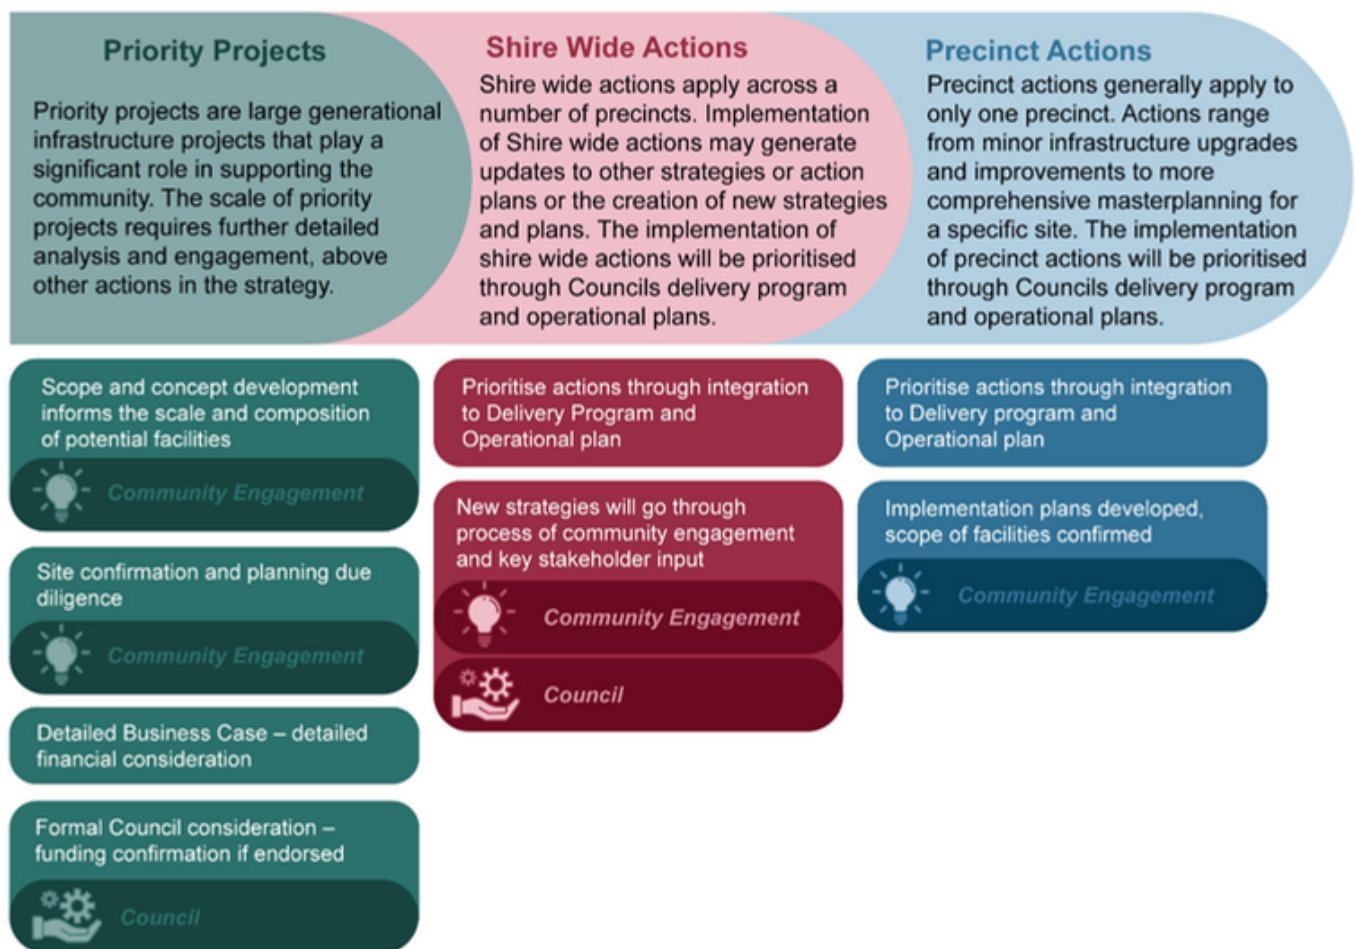 Priority Projects
Priority projects are large generational
infrastructure projects that play a
significant role in supporting the
community. The scale of priority
projects requires further detailed
analysis and engagement, above
other actions in the strategy.
Shire Wide Actions
Shire wide actions apply across a
number of precincts. Implementation
of Shire wide actions may generate
updates to other strategies or action
plans or the creation of new strategies
and plans. The implementation of
shire wide actions will be prioritised
through Councils delivery program
and operational plans.
Precinct Actions
Precinct actions generally apply to
only one precinct. Actions range
from minor infrastructure upgrades
and improvements to more
comprehensive masterplanning for
a specific site. The implementation
of precinct actions will be prioritised
through Councils delivery program
and operational plans.
Scope and concept development
informs the scale and composition
of potential facilities
Community Engagement
Site confirmation and planning due
diligence
Community Engagement
Detailed Business Case – detailed
financial consideration
Formal Council consideration –
funding confirmation if endorsed
Council
Prioritise actions through integration
to Delivery Program and
Operational plan
New strategies will go through
process of community engagement
and key stakeholder input
Community Engagement
Council
Prioritise actions through integration
to Delivery program and
Operational plan
Implementation plans developed,
scope of facilities confirmed
Community Engagement